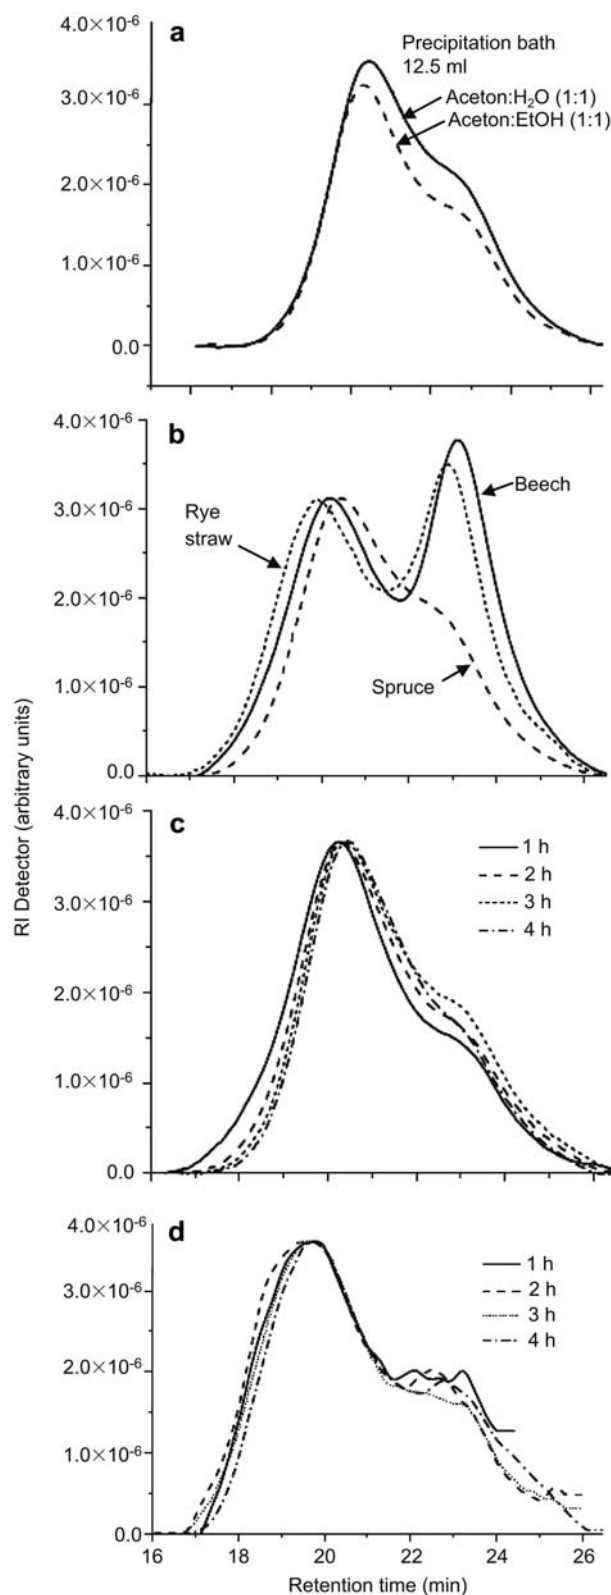 a
Precipitation bath
12.5 ml
Aceton:H₂O (1:1)
Aceton:EtOH (1:1)
4.0×10⁻⁶
3.0×10⁻⁶
2.0×10⁻⁶
1.0×10⁻⁶
0.0
b
Rye
straw
Beech
Spruce
4.0×10⁻⁶
3.0×10⁻⁶
2.0×10⁻⁶
1.0×10⁻⁶
0.0
RI Detector (arbitrary units)
c
1 h
2 h
3 h
4 h
4.0×10⁻⁶
3.0×10⁻⁶
2.0×10⁻⁶
1.0×10⁻⁶
0.0
d
1 h
2 h
3 h
4 h
4.0×10⁻⁶
3.0×10⁻⁶
2.0×10⁻⁶
1.0×10⁻⁶
0.0
16 18 20 22 24 26
Retention time (min)